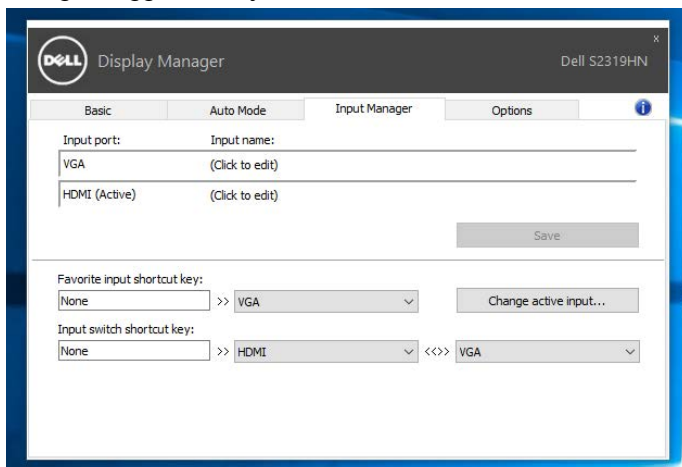 DELL Display Manager
x
Dell S2319HN
Basic Auto Mode Input Manager Options i
Input port: Input name:
VGA (Click to edit)
HDMI (Active) (Click to edit)
Save
Favorite input shortcut key:
None >> VGA Change active input...
Input switch shortcut key:
None >> HDMI <<>> VGA